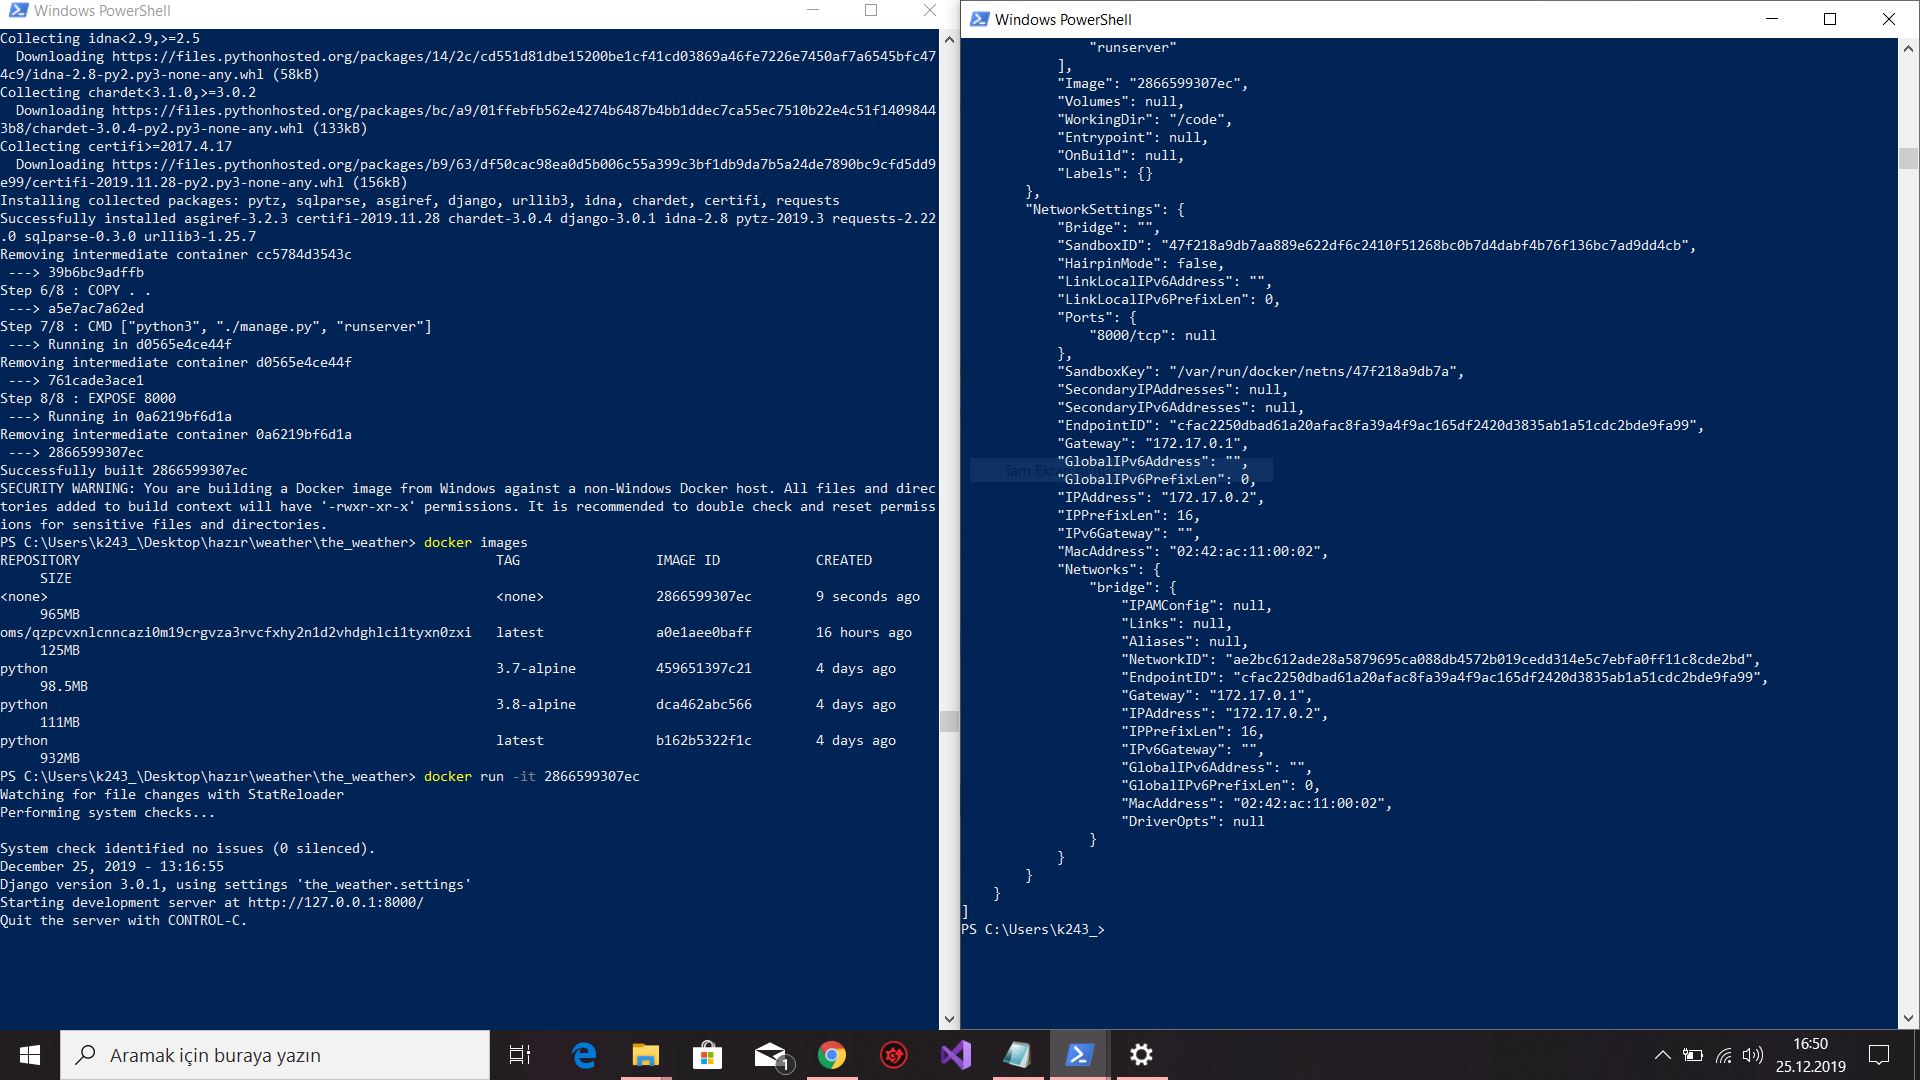 Windows PowerShell
Collecting idna<2.9,>=2.5
  Downloading https://files.pythonhosted.org/packages/14/2c/cd551d81dbe15200be1cf41cd03869a46fe7226e7450af7a6545bfc47
4c9/idna-2.8-py2.py3-none-any.whl (58kB)
Collecting chardet<3.1.0,>=3.0.2
  Downloading https://files.pythonhosted.org/packages/bc/a9/01ffebfb562e4274b6487b4bb1ddec7ca55ec7510b22e4c51f1409844
3b8/chardet-3.0.4-py2.py3-none-any.whl (133kB)
Collecting certifi>=2017.4.17
  Downloading https://files.pythonhosted.org/packages/b9/63/df50cac98ea0d5b006c55a399c3bf1db9da7b5a24de7890bc9cfd5dd9
e99/certifi-2019.11.28-py2.py3-none-any.whl (156kB)
Installing collected packages: pytz, sqlparse, asgiref, django, urllib3, idna, chardet, certifi, requests
Successfully installed asgiref-3.2.3 certifi-2019.11.28 chardet-3.0.4 django-3.0.1 idna-2.8 pytz-2019.3 requests-2.22
.0 sqlparse-0.3.0 urllib3-1.25.7
Removing intermediate container cc5784d3543c
 ---> 39b6bc9adffb
Step 6/8 : COPY . .
 ---> a5e7ac7a62ed
Step 7/8 : CMD ["python3", "./manage.py", "runserver"]
 ---> Running in d0565e4ce44f
Removing intermediate container d0565e4ce44f
 ---> 761cade3ace1
Step 8/8 : EXPOSE 8000
 ---> Running in 0a6219bf6d1a
Removing intermediate container 0a6219bf6d1a
 ---> 2866599307ec
Successfully built 2866599307ec
SECURITY WARNING: You are building a Docker image from Windows against a non-Windows Docker host. All files and direc
tories added to build context will have '-rwxr-xr-x' permissions. It is recommended to double check and reset permiss
ions for sensitive files and directories.
PS C:\Users\k243_\Desktop\hazır\weather\the_weather> docker images
REPOSITORY TAG IMAGE ID CREATED
SIZE
<none> <none> 2866599307ec 9 seconds ago
965MB
oms/qzpcvxnlcnncazi0m19crgvza3rvcfxhy2n1d2vhdghlci1tyxn0zxi latest a0e1aee0baff 16 hours ago
125MB
python 3.7-alpine 459651397c21 4 days ago
98.5MB
python 3.8-alpine dca462abc566 4 days ago
111MB
python latest b162b5322f1c 4 days ago
932MB
PS C:\Users\k243_\Desktop\hazır\weather\the_weather> docker run -it 2866599307ec
Watching for file changes with StatReloader
Performing system checks...
System check identified no issues (0 silenced).
December 25, 2019 - 13:16:55
Django version 3.0.1, using settings 'the_weather.settings'
Starting development server at http://127.0.0.1:8000/
Quit the server with CONTROL-C.
Windows PowerShell
"runserver"
],
"Image": "2866599307ec",
"Volumes": null,
"WorkingDir": "/code",
"Entrypoint": null,
"OnBuild": null,
"Labels": {}
},
"NetworkSettings": {
"Bridge": "",
"SandboxID": "47f218a9db7aa889e622df6c2410f51268bc0b7d4dabf4b76f136bc7ad9dd4cb",
"HairpinMode": false,
"LinkLocalIPv6Address": "",
"LinkLocalIPv6PrefixLen": 0,
"Ports": {
"8000/tcp": null
},
"SandboxKey": "/var/run/docker/netns/47f218a9db7a",
"SecondaryIPAddresses": null,
"SecondaryIPv6Addresses": null,
"EndpointID": "cfac2250dbad61a20afac8fa39a4f9ac165df2420d3835ab1a51cdc2bde9fa99",
"Gateway": "172.17.0.1",
"GlobalIPv6Address": "",
Tam
"GlobalIPv6PrefixLen": 0,
"IPAddress": "172.17.0.2",
"IPPrefixLen": 16,
"IPv6Gateway": "",
"MacAddress": "02:42:ac:11:00:02",
"Networks": {
"bridge": {
"IPAMConfig": null,
"Links": null,
"Aliases": null,
"NetworkID": "ae2bc612ade28a5879695ca088db4572b019cedd314e5c7ebfa0ff11c8cde2bd",
"EndpointID": "cfac2250dbad61a20afac8fa39a4f9ac165df2420d3835ab1a51cdc2bde9fa99",
"Gateway": "172.17.0.1",
"IPAddress": "172.17.0.2",
"IPPrefixLen": 16,
"IPv6Gateway": "",
"GlobalIPv6Address": "",
"GlobalIPv6PrefixLen": 0,
"MacAddress": "02:42:ac:11:00:02",
"DriverOpts": null
}
}
}
}
]
PS C:\Users\k243_>
Aramak için buraya yazın
1
16:50
25.12.2019